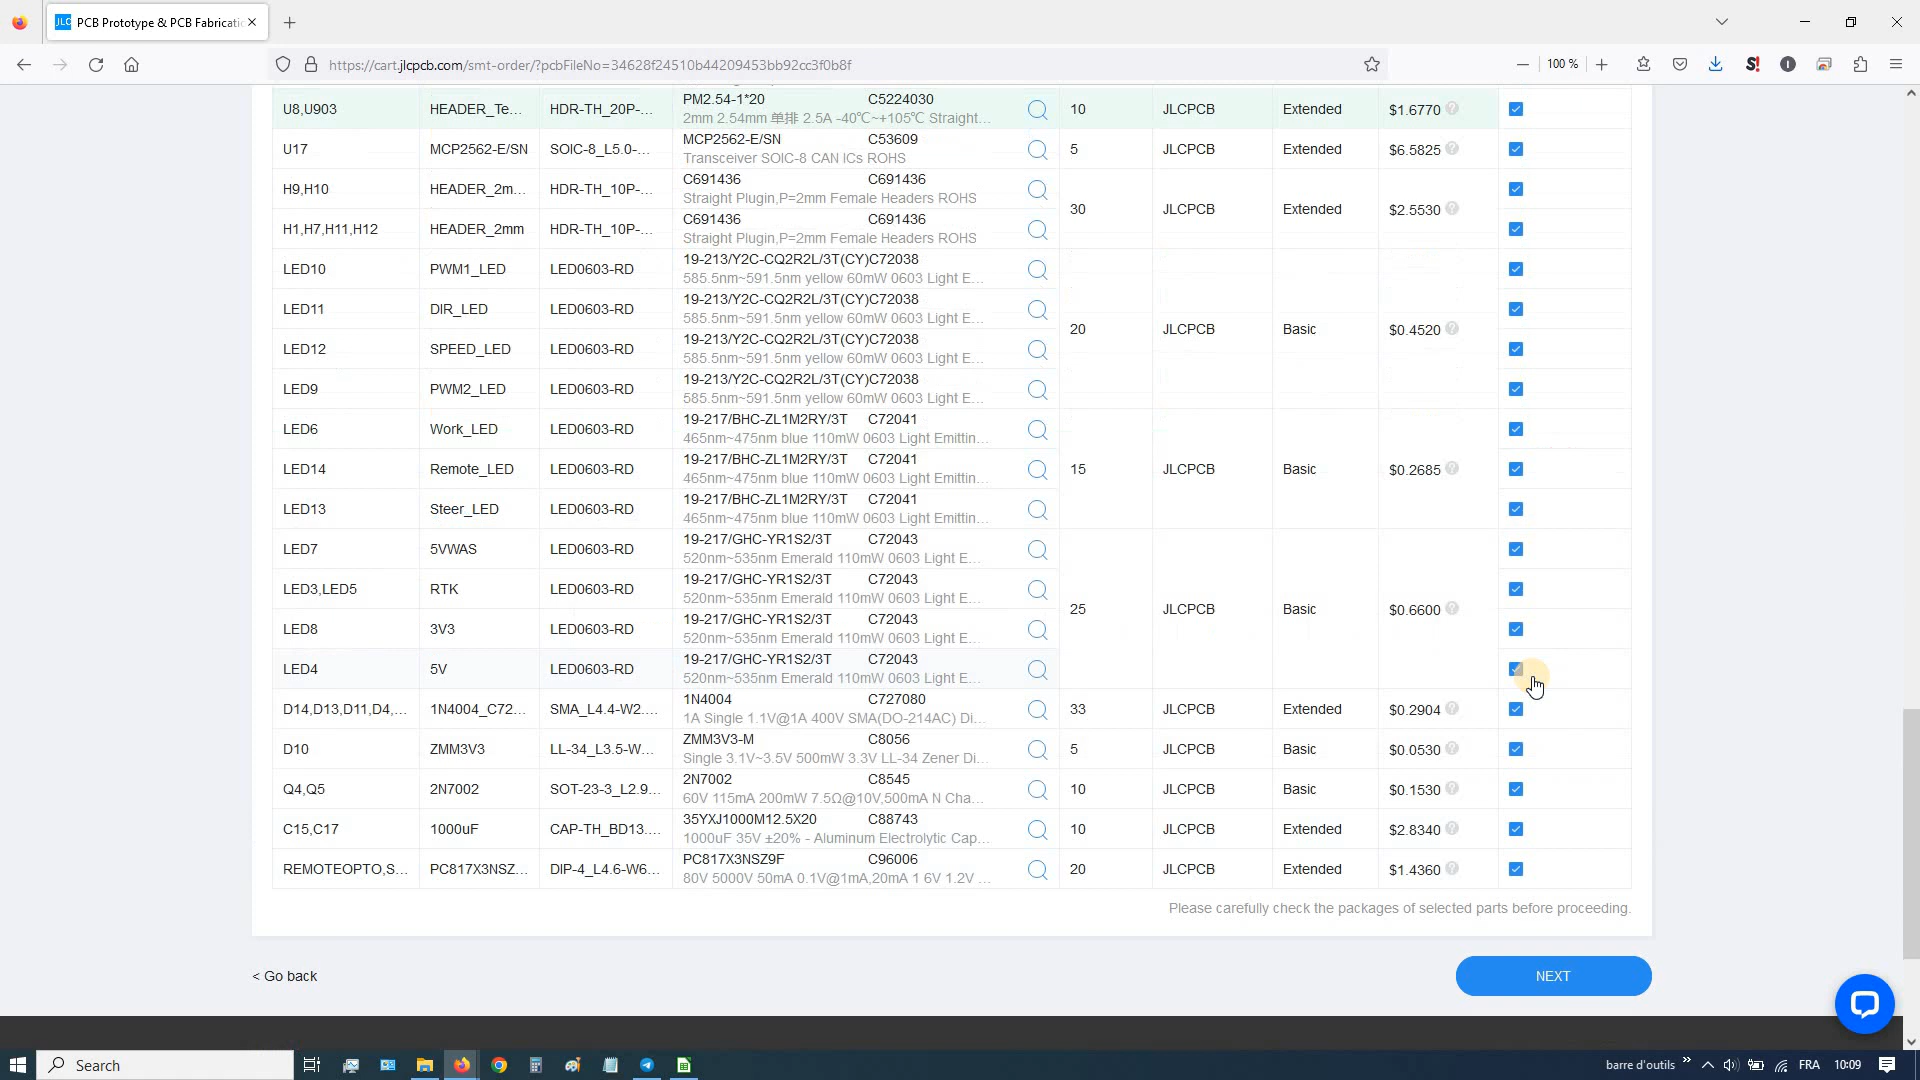 JLC PCB Prototype & PCB Fabricatio
https://cart.jlcpcb.com/smt-order/?pcbFileNo=34628f24510b44209453bb92cc3f0b8f
100 %
S!
U8,U903 HEADER_Te... HDR-TH_20P-... PM2.54-1*20 C5224030 10 JLCPCB Extended $1.6770
2mm 2.54mm 单排 2.5A -40℃~+105℃ Straight...
U17 MCP2562-E/SN SOIC-8_L5.0-... MCP2562-E/SN C53609 5 JLCPCB Extended $6.5825
Transceiver SOIC-8 CAN ICs ROHS
H9,H10 HEADER_2m... HDR-TH_10P-... C691436 C691436
Straight Plugin,P=2mm Female Headers ROHS
30 JLCPCB Extended $2.5530
H1,H7,H11,H12 HEADER_2mm HDR-TH_10P-... C691436 C691436
Straight Plugin,P=2mm Female Headers ROHS
LED10 PWM1_LED LED0603-RD 19-213/Y2C-CQ2R2L/3T(CY)C72038
585.5nm~591.5nm yellow 60mW 0603 Light E...
LED11 DIR_LED LED0603-RD 19-213/Y2C-CQ2R2L/3T(CY)C72038
585.5nm~591.5nm yellow 60mW 0603 Light E...
20 JLCPCB Basic $0.4520
LED12 SPEED_LED LED0603-RD 19-213/Y2C-CQ2R2L/3T(CY)C72038
585.5nm~591.5nm yellow 60mW 0603 Light E...
LED9 PWM2_LED LED0603-RD 19-213/Y2C-CQ2R2L/3T(CY)C72038
585.5nm~591.5nm yellow 60mW 0603 Light E...
LED6 Work_LED LED0603-RD 19-217/BHC-ZL1M2RY/3T C72041
465nm~475nm blue 110mW 0603 Light Emittin...
LED14 Remote_LED LED0603-RD 19-217/BHC-ZL1M2RY/3T C72041 15 JLCPCB Basic $0.2685
465nm~475nm blue 110mW 0603 Light Emittin...
LED13 Steer_LED LED0603-RD 19-217/BHC-ZL1M2RY/3T C72041
465nm~475nm blue 110mW 0603 Light Emittin...
LED7 5VWAS LED0603-RD 19-217/GHC-YR1S2/3T C72043
520nm~535nm Emerald 110mW 0603 Light E...
LED3,LED5 RTK LED0603-RD 19-217/GHC-YR1S2/3T C72043
520nm~535nm Emerald 110mW 0603 Light E...
25 JLCPCB Basic $0.6600
LED8 3V3 LED0603-RD 19-217/GHC-YR1S2/3T C72043
520nm~535nm Emerald 110mW 0603 Light E...
LED4 5V LED0603-RD 19-217/GHC-YR1S2/3T C72043
520nm~535nm Emerald 110mW 0603 Light E...
D14,D13,D11,D4,... 1N4004_C72... SMA_L4.4-W2.... 1N4004 C727080 33 JLCPCB Extended $0.2904
1A Single 1.1V@1A 400V SMA(DO-214AC) Di...
D10 ZMM3V3 LL-34_L3.5-W... ZMM3V3-M C8056 5 JLCPCB Basic $0.0530
Single 3.1V~3.5V 500mW 3.3V LL-34 Zener Di...
Q4,Q5 2N7002 SOT-23-3_L2.9... 2N7002 C8545 10 JLCPCB Basic $0.1530
60V 115mA 200mW 7.5Ω@10V,500mA N Cha...
C15,C17 1000uF CAP-TH_BD13.... 35YXJ1000M12.5X20 C88743 10 JLCPCB Extended $2.8340
1000uF 35V ±20% - Aluminum Electrolytic Cap...
REMOTEOPTO,S... PC817X3NSZ... DIP-4_L4.6-W6... PC817X3NSZ9F C96006 20 JLCPCB Extended $1.4360
80V 5000V 50mA 0.1V@1mA,20mA 1 6V 1.2V ...
Please carefully check the packages of selected parts before proceeding.
< Go back
NEXT
Search
barre d'outils » FRA 10:09